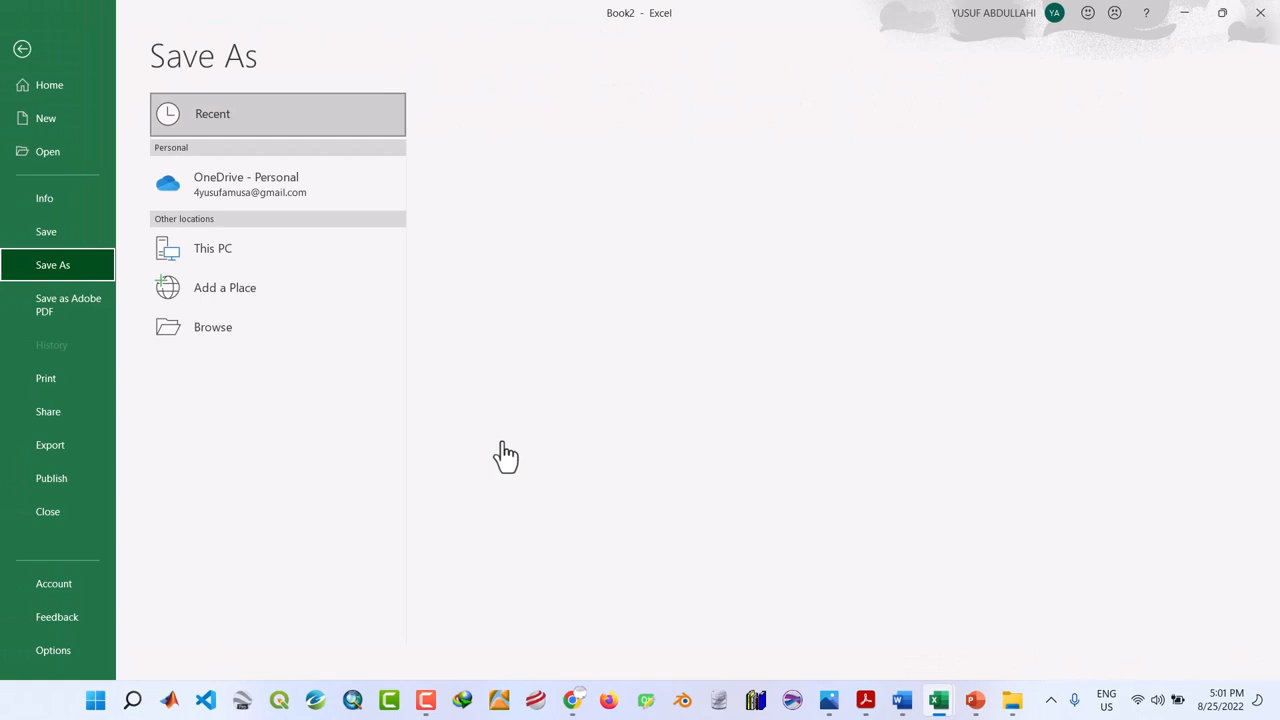 Book2 - Excel
YUSUF ABDULLAHI YA ?
Save As
Home
New
Open
Info
Save
Save As
Save as Adobe
PDF
History
Print
Share
Export
Publish
Close
Account
Feedback
Options
Recent
Personal
OneDrive - Personal
4yusufamusa@gmail.com
Other locations
This PC
Add a Place
Browse
ENG
US
5:01 PM
8/25/2022